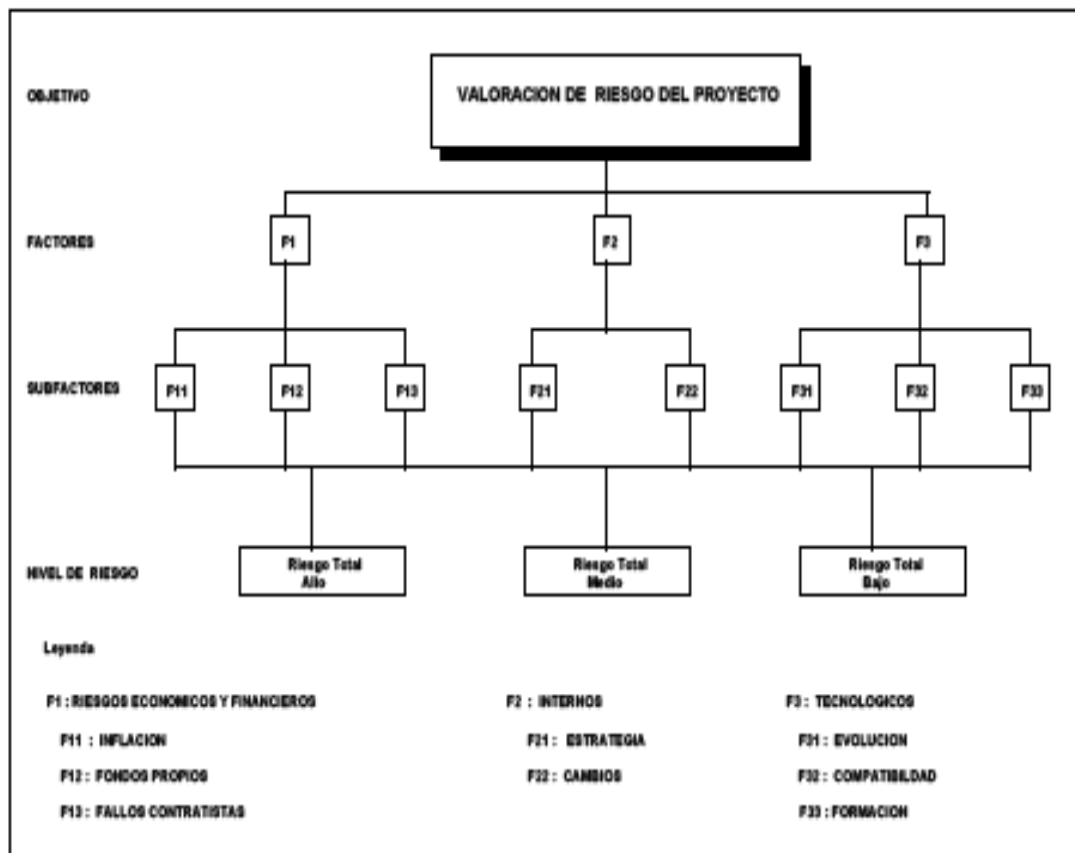 OBJETIVO
VALORACION DE RIESGO DEL PROYECTO
FACTORES
F1
F2
F3
SUBFACTORES
F11
F12
F13
F21
F22
F31
F32
F33
NIVEL DE RIESGO
Riesgo Total
Alto
Riesgo Total
Medio
Riesgo Total
Bajo
Leyenda
F1 : RIESGOS ECONOMICOS Y FINANCIEROS
F11 : INFLACION
F12 : FONDOS PROPIOS
F13 : FALLOS CONTRATISTAS
F2 : INTERNOS
F21 : ESTRATEGIA
F22 : CAMBIOS
F3 : TECNOLOGICOS
F31 : EVOLUCION
F32 : COMPATIBILDAD
F33 : FORMACION